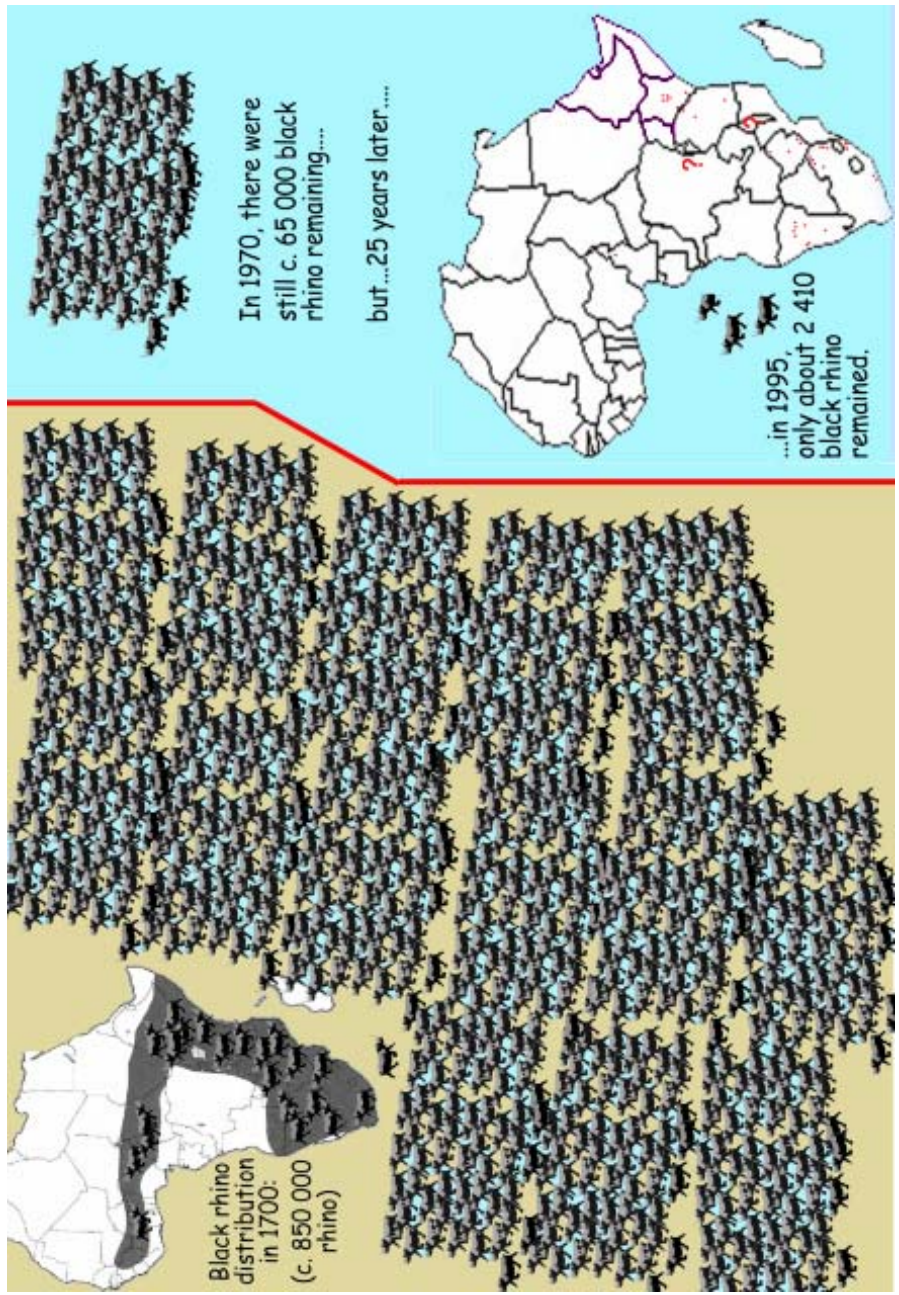 Black rhino
distribution
in 1700:
(c. 850 000
rhino)
In 1970, there were
still c. 65 000 black
rhino remaining...
but...25 years later....
?
?
...in 1995,
only about 2 410
black rhino
remained.